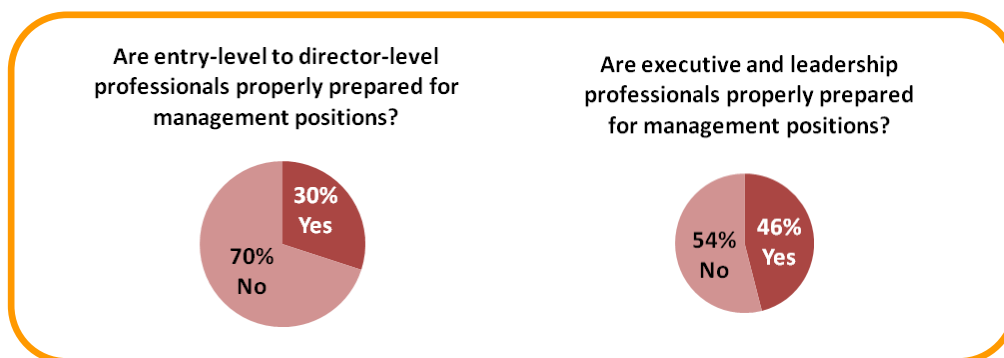 Are entry-level to director-level
professionals properly prepared for
management positions?
30%
Yes
70%
No
Are executive and leadership
professionals properly prepared
for management positions?
46%
Yes
54%
No